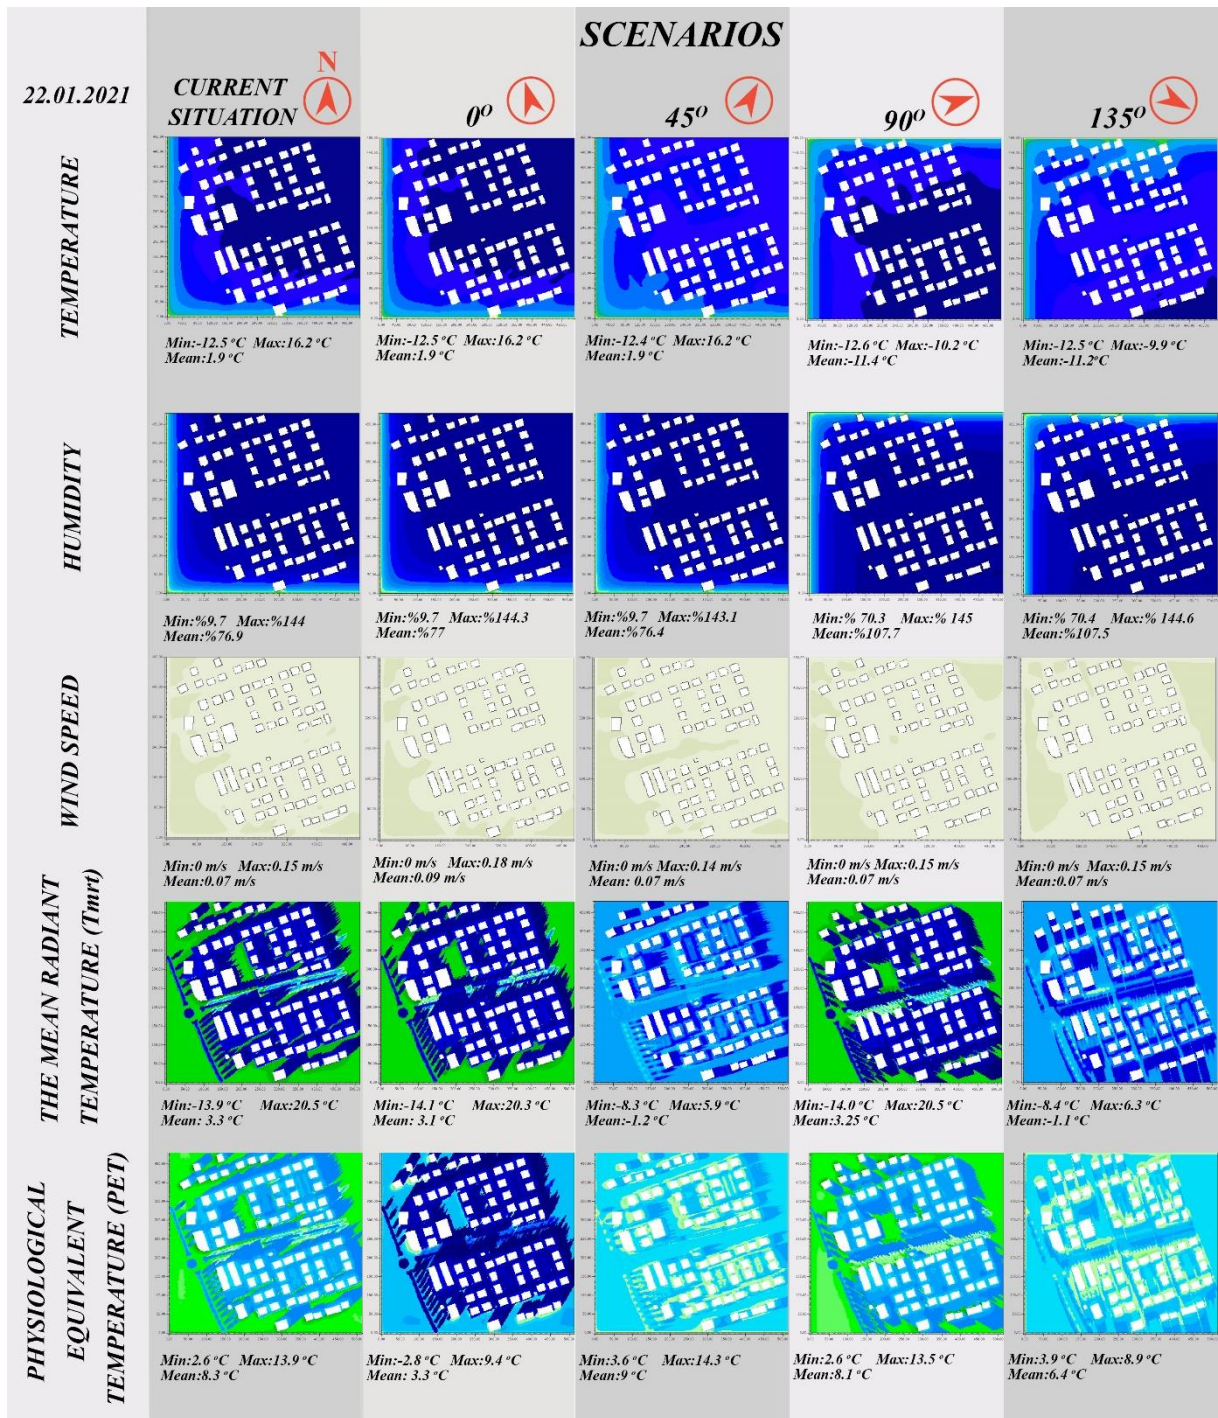 SCENARIOS
22.01.2021
CURRENT
SITUATION
N
0⁰
45⁰
90⁰
135⁰
TEMPERATURE
Min:-12.5 °C Max:16.2 °C
Mean:1.9 °C
Min:-12.5 °C Max:16.2 °C
Mean:1.9 °C
Min:-12.4 °C Max:16.2 °C
Mean:1.9 °C
Min:-12.6 °C Max:-10.2 °C
Mean:-11.4 °C
Min:-12.5 °C Max:-9.9 °C
Mean:-11.2°C
HUMIDITY
Min:%9.7 Max:%144
Mean:%76.9
Min:%9.7 Max:%144.3
Mean:%77
Min:%9.7 Max:%143.1
Mean:%76.4
Min:% 70.3 Max:% 145
Mean:%107.7
Min:% 70.4 Max:% 144.6
Mean:%107.5
WIND SPEED
Min:0 m/s Max:0.15 m/s
Mean:0.07 m/s
Min:0 m/s Max:0.18 m/s
Mean:0.09 m/s
Min:0 m/s Max:0.14 m/s
Mean: 0.07 m/s
Min:0 m/s Max:0.15 m/s
Mean:0.07 m/s
Min:0 m/s Max:0.15 m/s
Mean:0.07 m/s
THE MEAN RADIANT
TEMPERATURE (Tmrt)
Min:-13.9 °C Max:20.5 °C
Mean: 3.3 °C
Min:-14.1 °C Max:20.3 °C
Mean: 3.1 °C
Min:-8.3 °C Max:5.9 °C
Mean:-1.2 °C
Min:-14.0 °C Max:20.5 °C
Mean:3.25 °C
Min:-8.4 °C Max:6.3 °C
Mean:-1.1 °C
PHYSIOLOGICAL
EQUIVALENT
TEMPERATURE (PET)
Min:2.6 °C Max:13.9 °C
Mean:8.3 °C
Min:-2.8 °C Max:9.4 °C
Mean: 3.3 °C
Min:3.6 °C Max:14.3 °C
Mean:9 °C
Min:2.6 °C Max:13.5 °C
Mean:8.1 °C
Min:3.9 °C Max:8.9 °C
Mean:6.4 °C